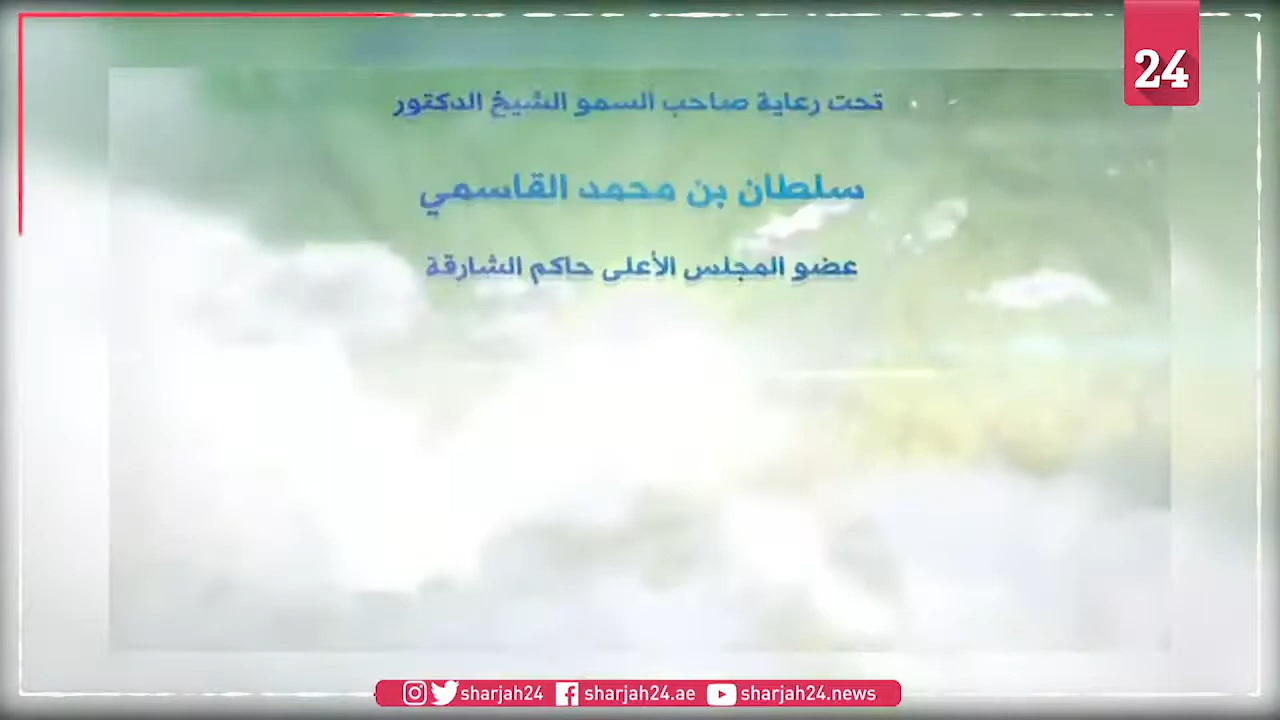 24
تحت رعاية صاحب السمو الشيخ الدكتور
سلطان بن محمد القاسمي
عضو المجلس الأعلى حاكم الشارقة
sharjah24 sharjah24.ae sharjah24.news